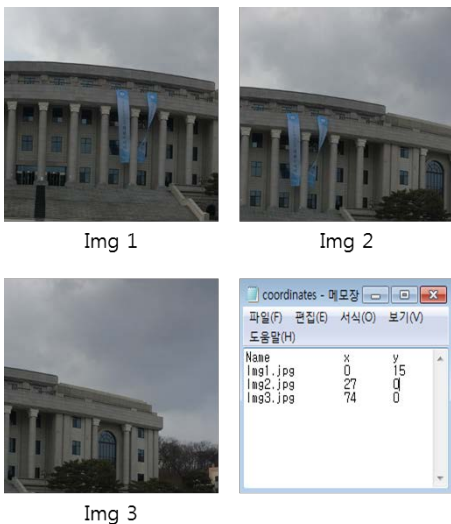 Img 1
Img 2
coordinates - 메모장
파일(F) 편집(E) 서식(O) 보기(V)
도움말(H)
Name x y
Img1.jpg 0 15
Img2.jpg 27 0
Img3.jpg 74 0
Img 3